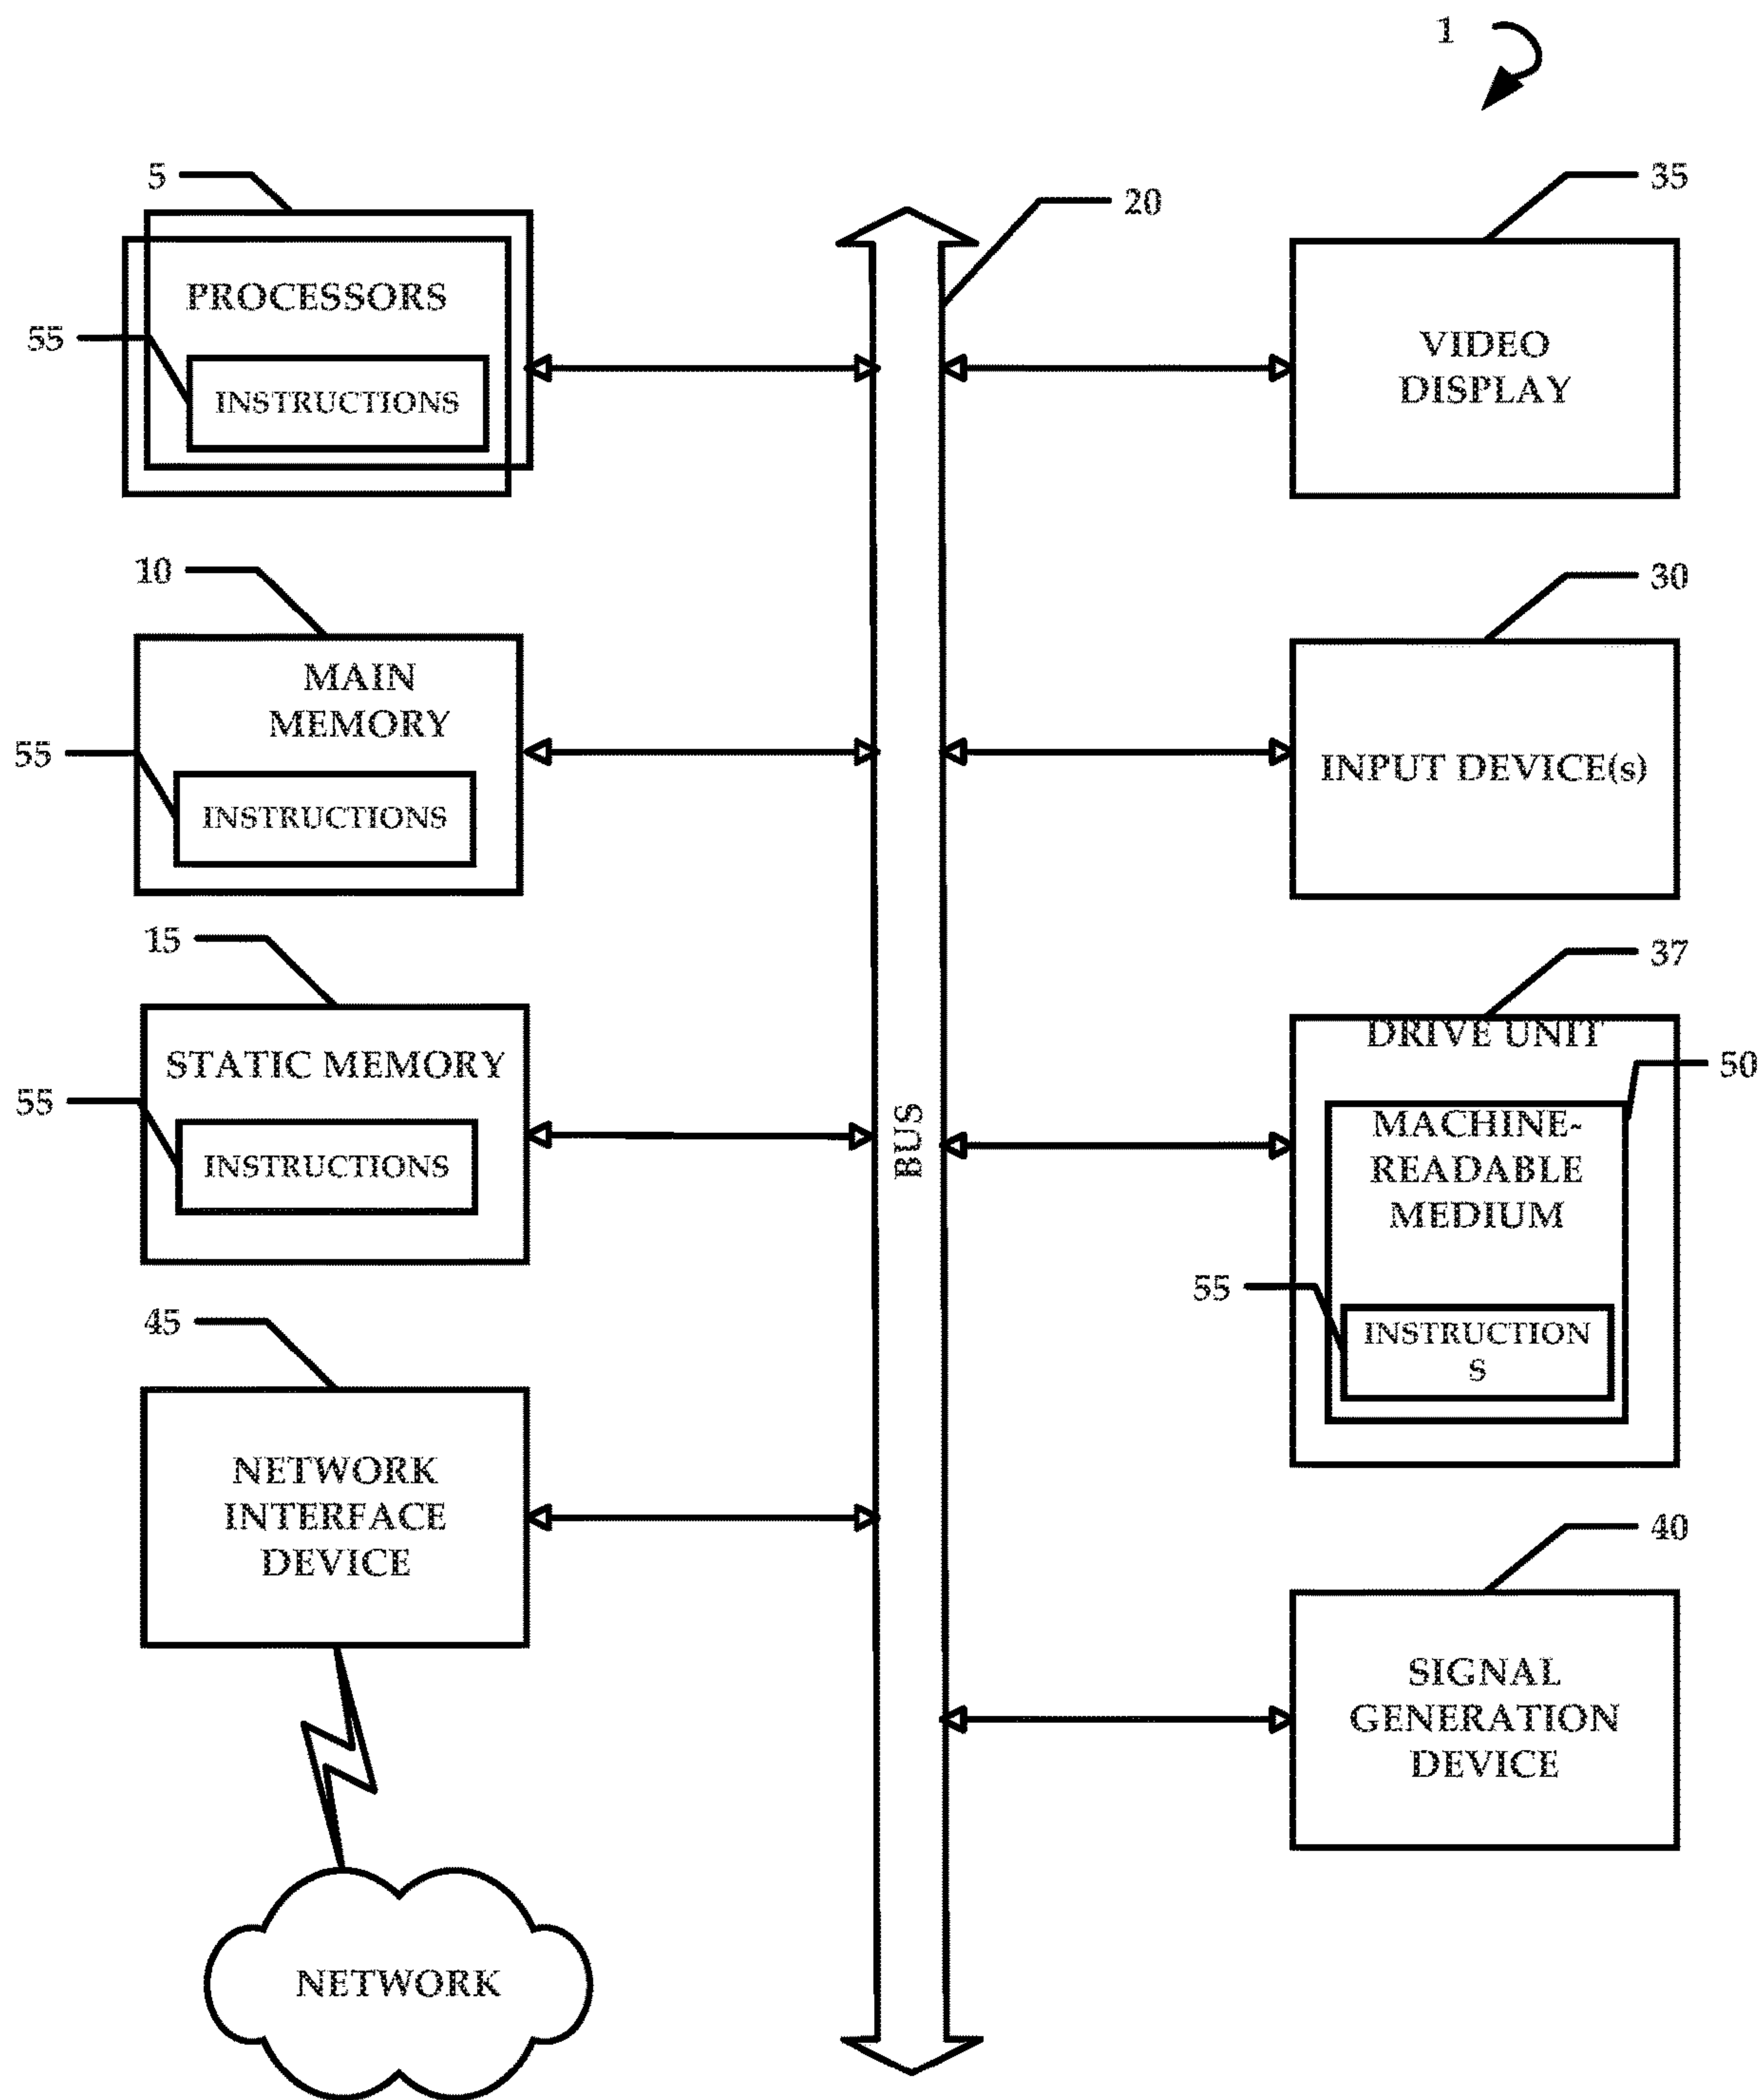 1
5
PROCESSORS
55
INSTRUCTIONS
10
MAIN
MEMORY
55
INSTRUCTIONS
15
STATIC MEMORY
55
INSTRUCTIONS
45
NETWORK
INTERFACE
DEVICE
NETWORK
20
BUS
35
VIDEO
DISPLAY
30
INPUT DEVICE(s)
37
DRIVE UNIT
50
MACHINE-
READABLE
MEDIUM
55
INSTRUCTION
S
40
SIGNAL
GENERATION
DEVICE